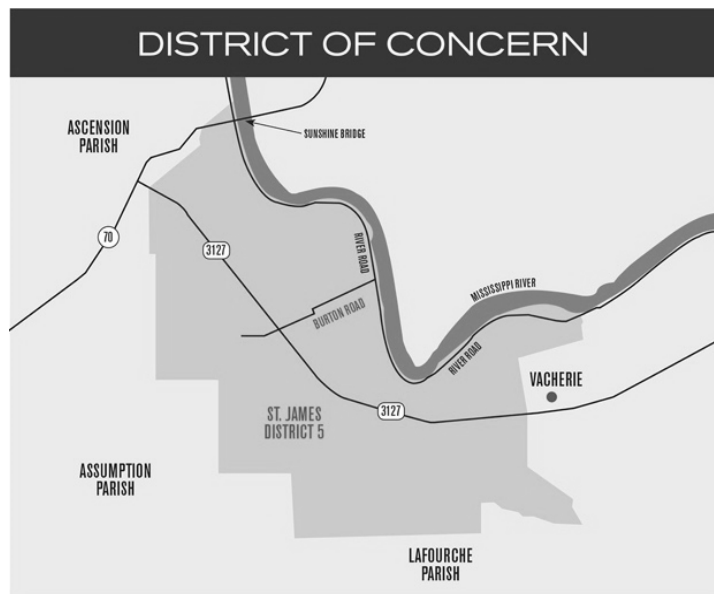 DISTRICT OF CONCERN
ASCENSION
PARISH
SUNSHINE BRIDGE
70
3127
RIVER ROAD
MISSISSIPPI RIVER
BURTON ROAD
RIVER ROAD
VACHERIE
ST. JAMES
DISTRICT 5
3127
ASSUMPTION
PARISH
LAFOURCHE
PARISH